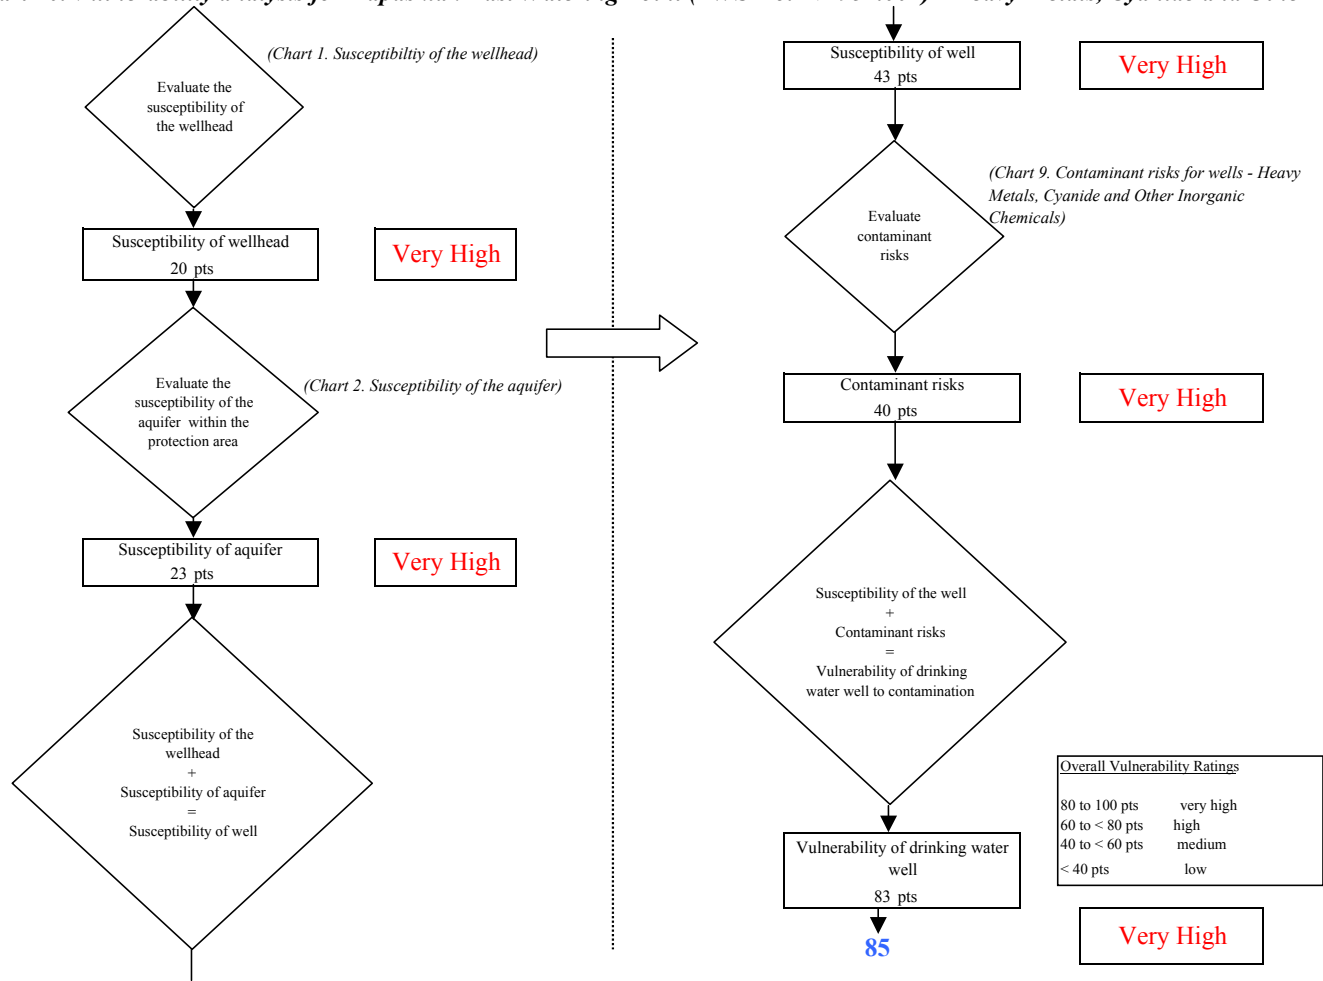 (Chart 1. Susceptibiltiy of the wellhead)
Evaluate the
susceptibility of
the wellhead
Susceptibility of wellhead
20 pts
Very High
(Chart 2. Susceptibility of the aquifer)
Evaluate the
susceptibility of the
aquifer within the
protection area
Susceptibility of aquifer
23 pts
Very High
Susceptibility of the
wellhead
+
Susceptibility of aquifer
=
Susceptibility of well
Susceptibility of well
43 pts
Very High
(Chart 9. Contaminant risks for wells - Heavy
Metals, Cyanide and Other Inorganic
Chemicals)
Evaluate
contaminant
risks
Contaminant risks
40 pts
Very High
Susceptibility of the well
+
Contaminant risks
=
Vulnerability of drinking
water well to contamination
Overall Vulnerability Ratings
80 to 100 pts very high
60 to < 80 pts high
40 to < 60 pts medium
< 40 pts low
Vulnerability of drinking water
well
83 pts
85
Very High